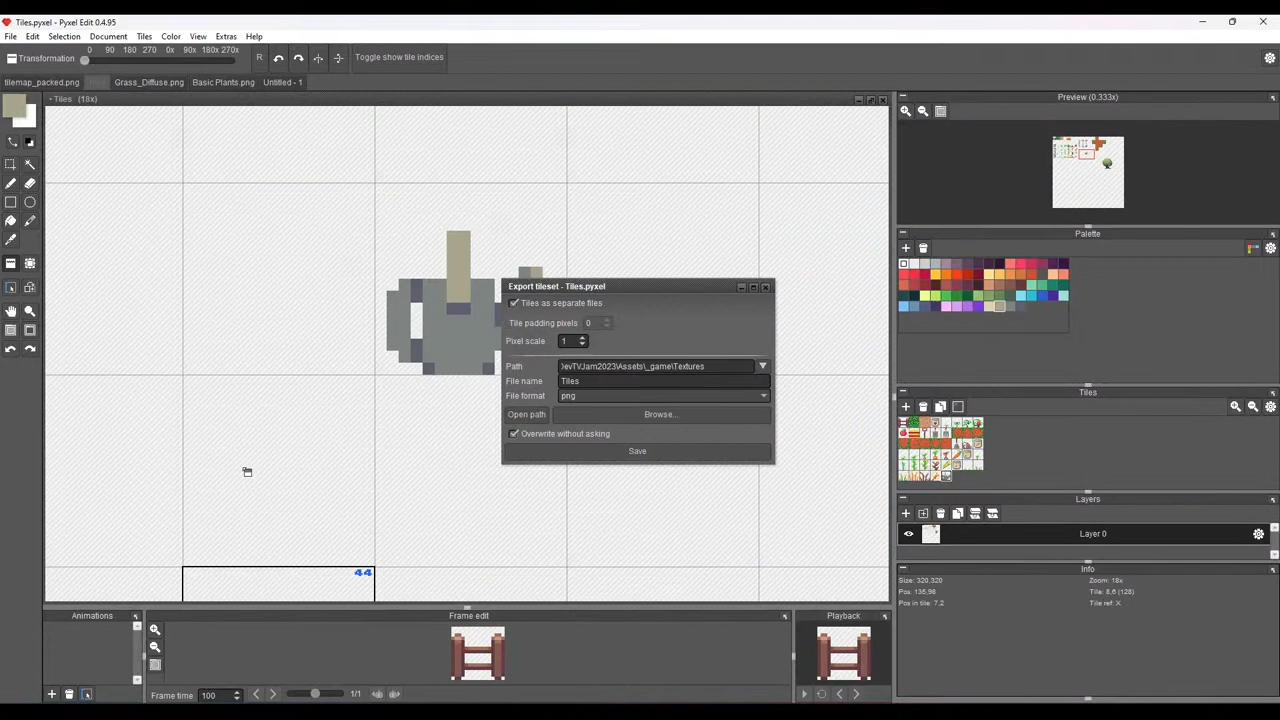 Tiles.pyxel - Pyxel Edit 0.4.95
File Edit Selection Document Tiles Color View Extras Help
Transformation
0 90 180 270 0x 90x 180x 270x
R
Toggle show tile indices
tilemap_packed.png
Grass_Diffuse.png Basic Plants.png Untitled - 1
Tiles (18x)
Preview (0.333x)
Palette
Export tileset - Tiles.pyxel
Tiles as separate files
Tile padding pixels 0
Pixel scale 1
Path )evTVJam2023\Assets\_game\Textures
File name Tiles
File format png
Open path Browse...
Overwrite without asking
Save
Tiles
Layers
Layer 0
44
Info
Size: 320,320 Zoom: 18x
Pos: 135,98 Tile: 8,6 (128)
Pos in tile: 7,2 Tile ref: X
Animations Frame edit Playback
Frame time 100 1/1